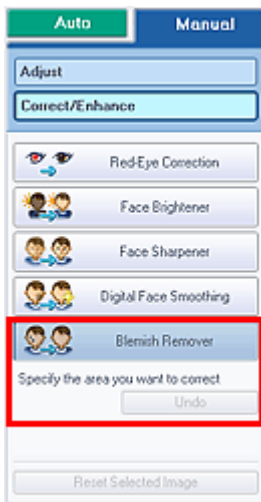 Auto Manual
Adjust
Correct/Enhance
Red-Eye Correction
Face Brightener
Face Sharpener
Digital Face Smoothing
Blemish Remover
Specify the area you want to correct
Undo
Reset Selected Image